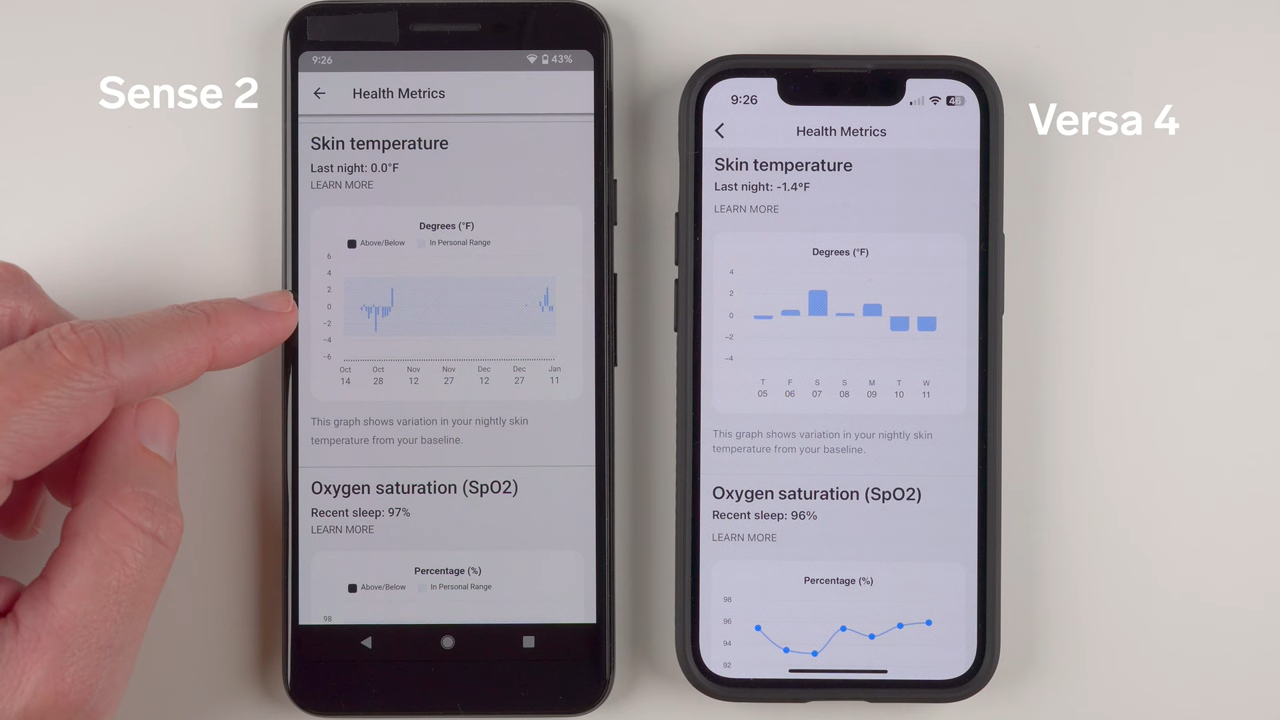 Sense 2
9:26
43%
Health Metrics
Skin temperature
Last night: 0.0°F
LEARN MORE
Degrees (°F)
Above/Below In Personal Range
6
4
2
0
-2
-4
-6
Oct Oct Nov Nov Dec Dec Jan
14 28 12 27 12 27 11
This graph shows variation in your nightly skin
temperature from your baseline.
Oxygen saturation (SpO2)
Recent sleep: 97%
LEARN MORE
Percentage (%)
Above/Below In Personal Range
98
Versa 4
9:26
46
Health Metrics
Skin temperature
Last night: -1.4°F
LEARN MORE
Degrees (°F)
4
2
0
-2
-4
T F S S M T W
05 06 07 08 09 10 11
This graph shows variation in your nightly skin
temperature from your baseline.
Oxygen saturation (SpO2)
Recent sleep: 96%
LEARN MORE
Percentage (%)
98
96
94
92